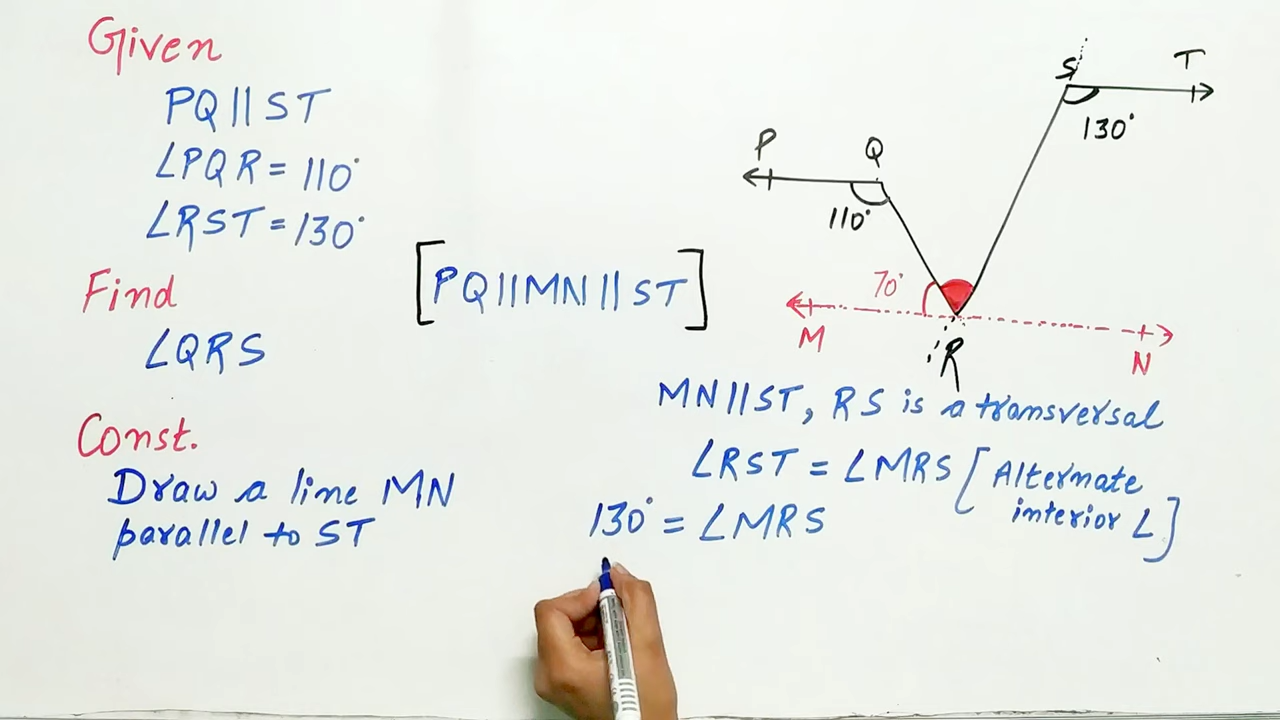 Given
PQ||ST
∠PQR = 110°
∠RST = 130°
Find
∠QRS
Const.
Draw a line MN
parallel to ST
[PQ||MN||ST]
S T
130°
P Q
110°
70°
M R N
MN||ST, RS is a transversal
∠RST = ∠MRS [Alternate
interior ∠]
130° = ∠MRS